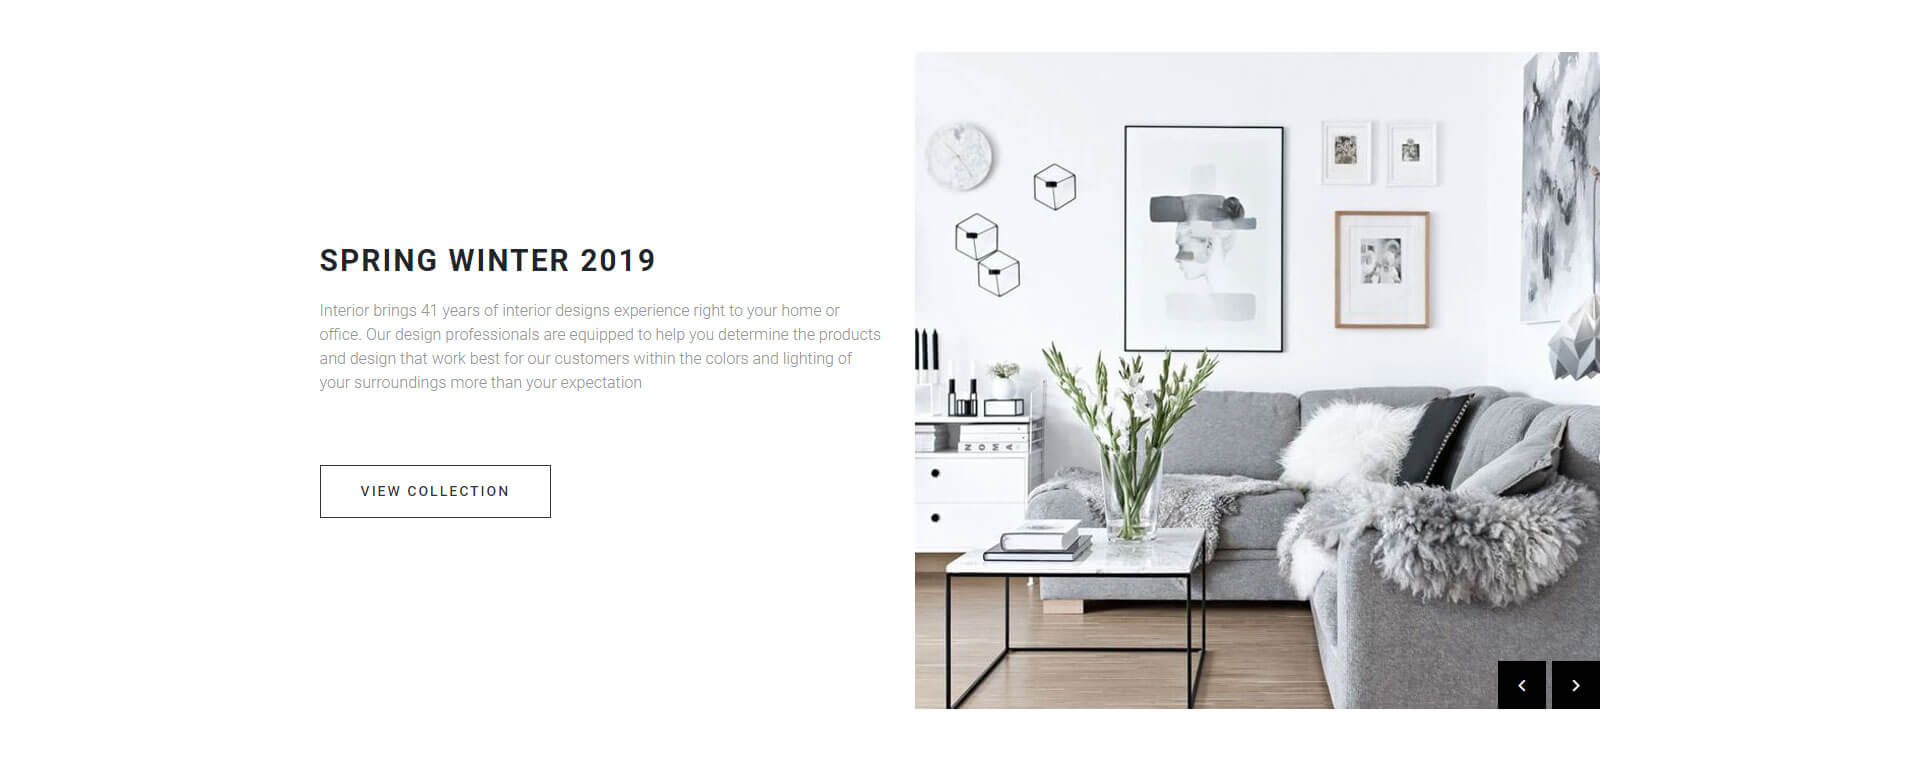 SPRING WINTER 2019
Interior brings 41 years of interior designs experience right to your home or
office. Our design professionals are equipped to help you determine the products
and design that work best for our customers within the colors and lighting of
your surroundings more than your expectation
VIEW COLLECTION
NOMA